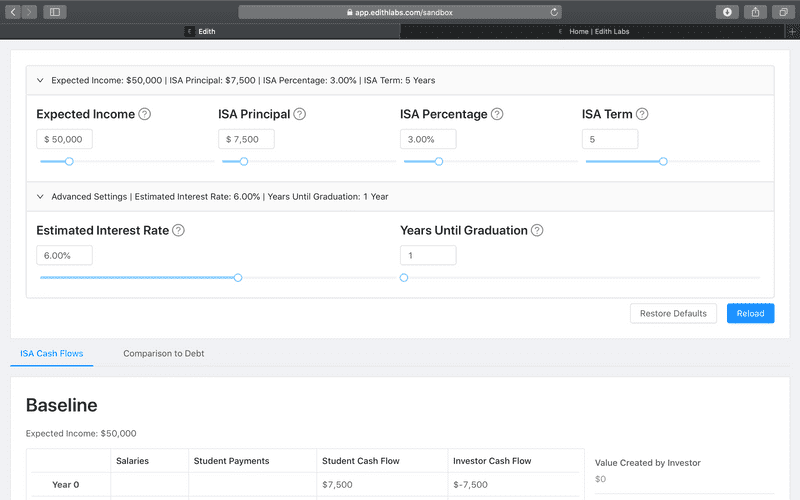 app.edithlabs.com/sandbox
E Edith
E Home | Edith Labs
Expected Income: $50,000 | ISA Principal: $7,500 | ISA Percentage: 3.00% | ISA Term: 5 Years
Expected Income ? ISA Principal ? ISA Percentage ? ISA Term ?
$ 50,000 $ 7,500 3.00% 5
Advanced Settings | Estimated Interest Rate: 6.00% | Years Until Graduation: 1 Year
Estimated Interest Rate ? Years Until Graduation ?
6.00% 1
Restore Defaults Reload
ISA Cash Flows Comparison to Debt
Baseline
Expected Income: $50,000
Salaries Student Payments Student Cash Flow Investor Cash Flow
Value Created by Investor
Year 0 $7,500 $-7,500
$0